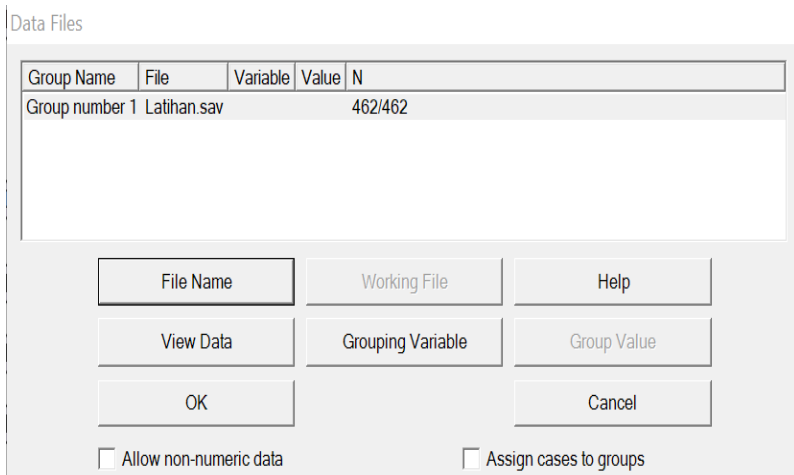 Data Files
Group Name File Variable Value N
Group number 1 Latihan.sav 462/462
File Name Working File Help
View Data Grouping Variable Group Value
OK Cancel
Allow non-numeric data Assign cases to groups